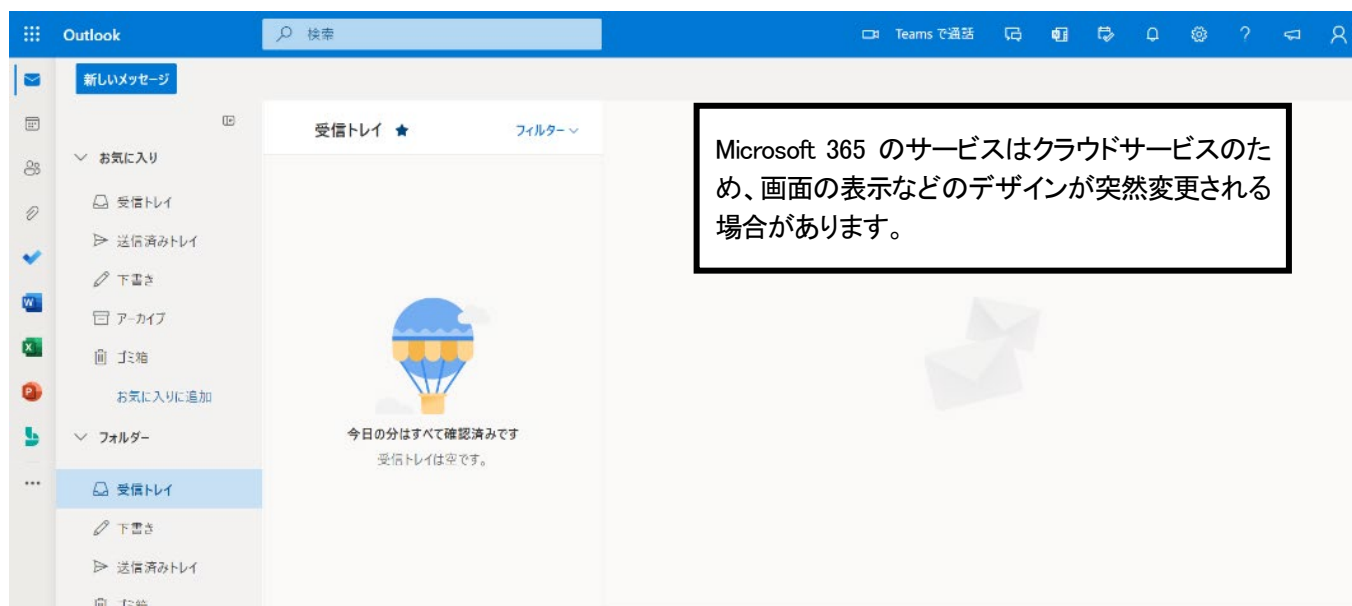 Outlook
検索
Teams で通話
新しいメッセージ
お気に入り
受信トレイ
送信済みトレイ
下書き
アーカイブ
ゴミ箱
お気に入りに追加
フォルダー
受信トレイ
下書き
送信済みトレイ
ゴミ箱
受信トレイ ★
フィルター
今日の分はすべて確認済みです
受信トレイは空です。
Microsoft 365 のサービスはクラウドサービスのた
め、画面の表示などのデザインが突然変更される
場合があります。